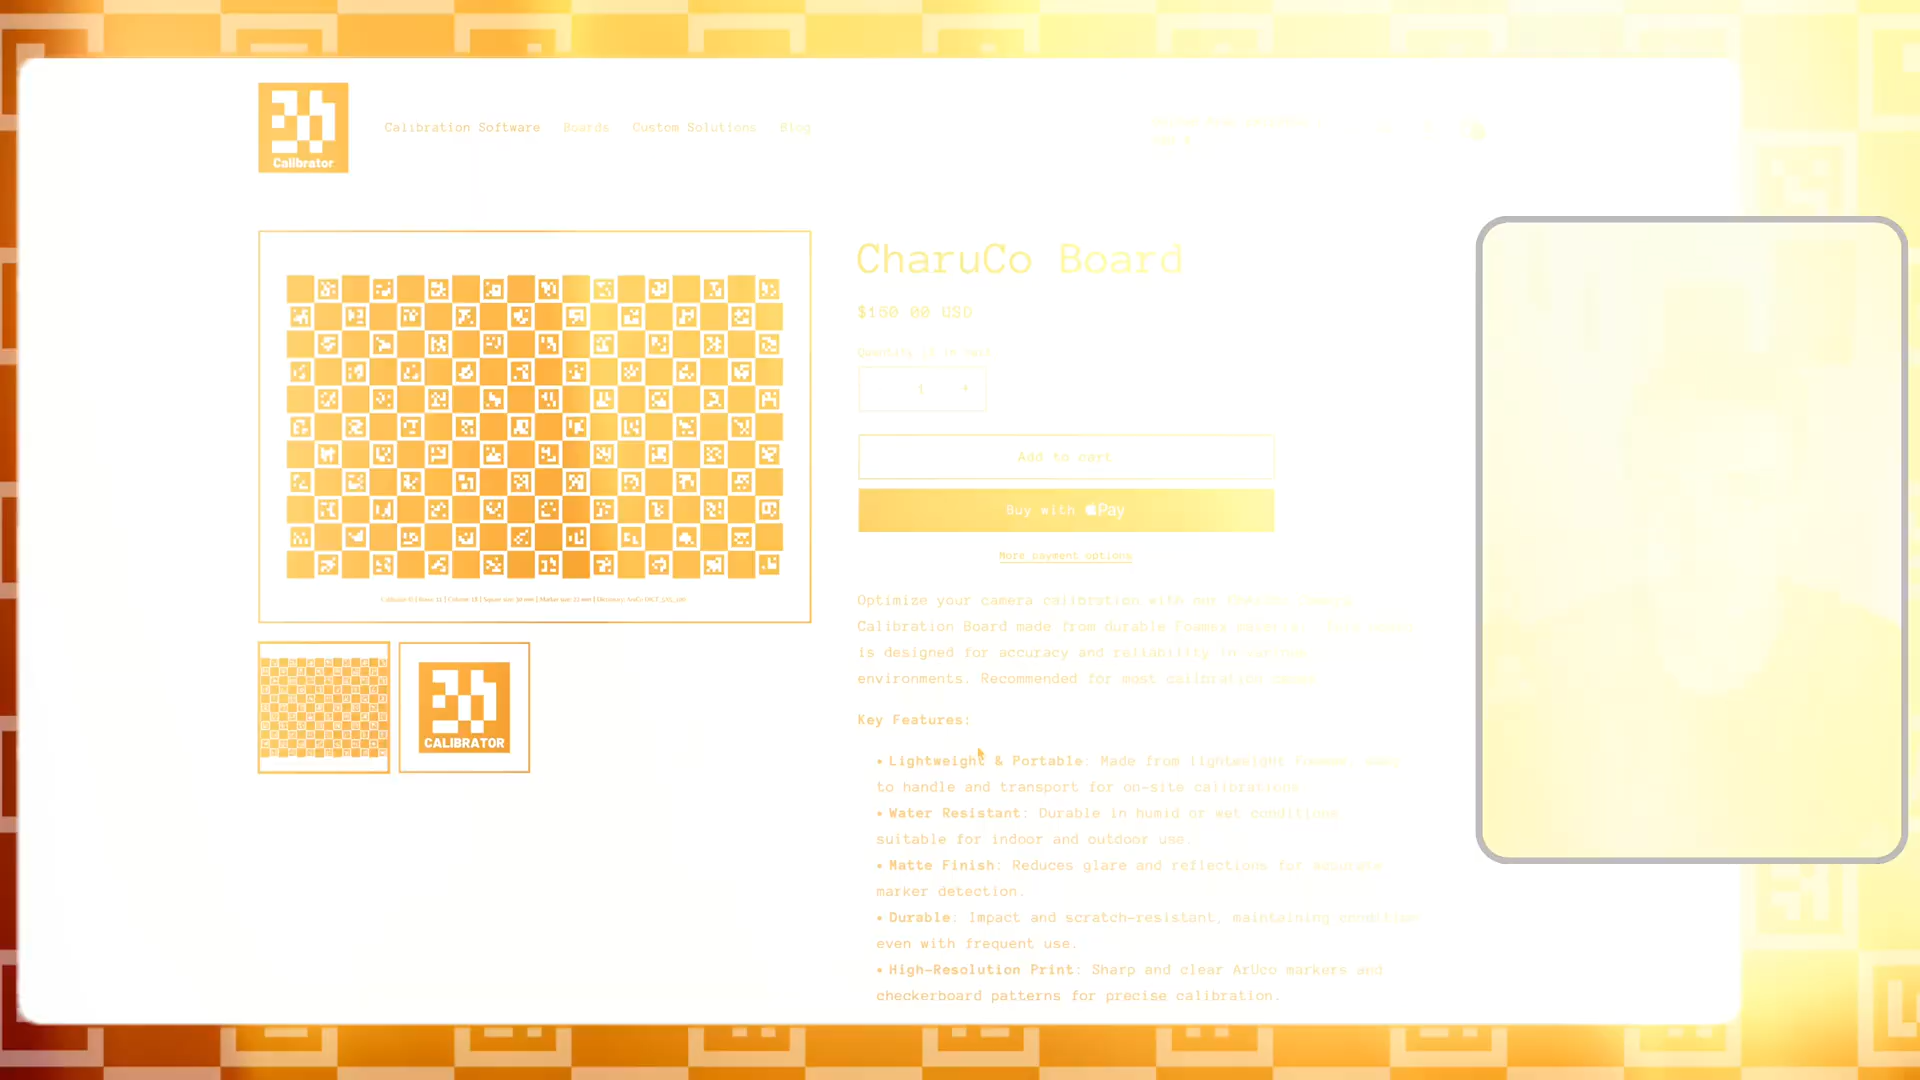 Calibrator
Calibration Software Boards Custom Solutions Blog
CharuCo Board
$150.00 USD
Quantity
1 +
Add to cart
Buy with Pay
More payment options
Optimize your camera calibration with our
Calibration Board made from durable Foamex material.
is designed for accuracy and reliability in various
environments. Recommended for most calibration
Key Features:
• Lightweight & Portable: Made from lightweight Foamex, easy
to handle and transport for on-site calibrations
• Water Resistant: Durable in humid or wet conditions
suitable for indoor and outdoor use.
• Matte Finish: Reduces glare and reflections for accurate
marker detection.
• Durable: Impact and scratch-resistant, maintaining condition
even with frequent use.
• High-Resolution Print: Sharp and clear ArUco markers and
checkerboard patterns for precise calibration.
CALIBRATOR